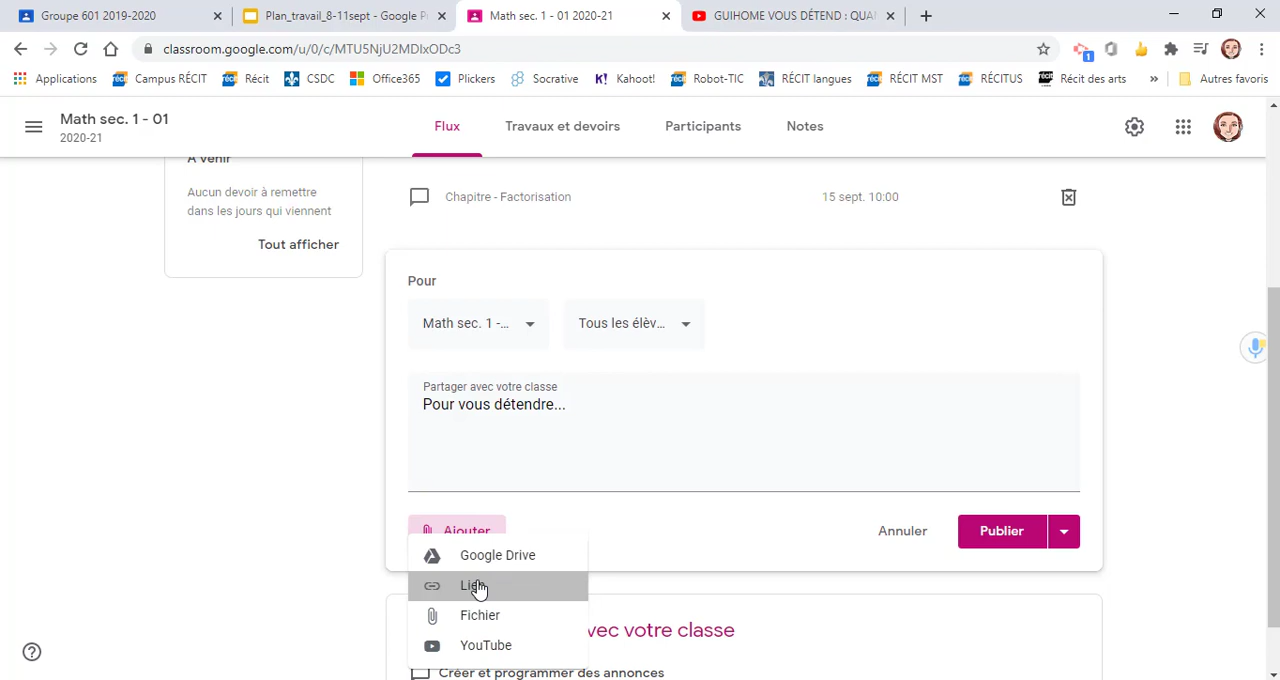 Groupe 601 2019-2020
Plan_travail_8-11sept - Google P
Math sec. 1 - 01 2020-21
GUIHOME VOUS DÉTEND : QUAN
classroom.google.com/u/0/c/MTU5NjU2MDIxODc3
1
Applications
Campus RÉCIT
Récit
CSDC
Office365
Plickers
Socrative
K! Kahoot!
Robot TIC
RÉCIT langues
RÉCIT MST
RÉCITUS
Récit des arts
»
Autres favoris
Math sec. 1 - 01
2020-21
Flux
Travaux et devoirs
Participants
Notes
À venir
Aucun devoir à remettre
dans les jours qui viennent
Tout afficher
Chapitre - Factorisation
15 sept. 10:00
Pour
Math sec. 1 -...
Tous les élèv...
Partager avec votre classe
Pour vous détendre...
Ajouter
Annuler
Publier
Google Drive
Lien
Fichier
YouTube
vec votre classe
Créer et programmer des annonces